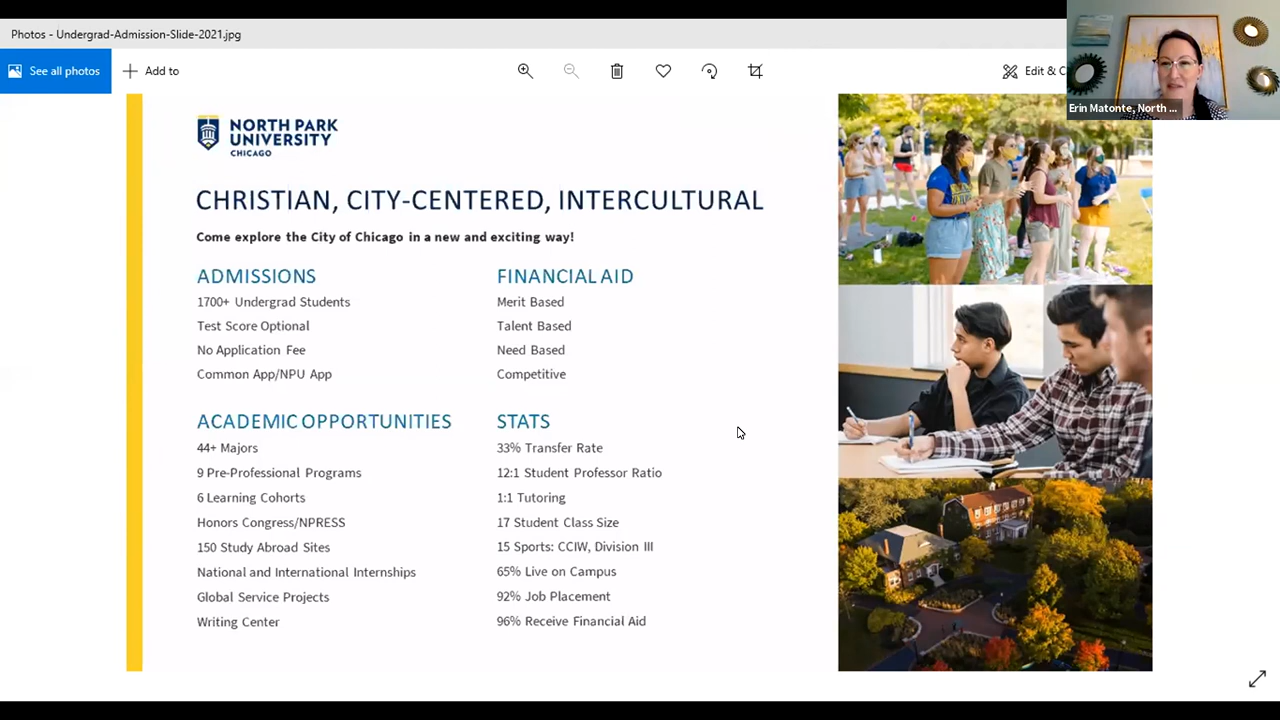 Photos - Undergrad-Admission-Slide-2021.jpg
See all photos
Add to
Edit & C
Erin Matonte, North ...
NORTH PARK
UNIVERSITY
CHICAGO
CHRISTIAN, CITY-CENTERED, INTERCULTURAL
Come explore the City of Chicago in a new and exciting way!
ADMISSIONS
1700+ Undergrad Students
Test Score Optional
No Application Fee
Common App/NPU App
FINANCIAL AID
Merit Based
Talent Based
Need Based
Competitive
ACADEMIC OPPORTUNITIES
44+ Majors
9 Pre-Professional Programs
6 Learning Cohorts
Honors Congress/NPRESS
150 Study Abroad Sites
National and International Internships
Global Service Projects
Writing Center
STATS
33% Transfer Rate
12:1 Student Professor Ratio
1:1 Tutoring
17 Student Class Size
15 Sports: CCIW, Division III
65% Live on Campus
92% Job Placement
96% Receive Financial Aid